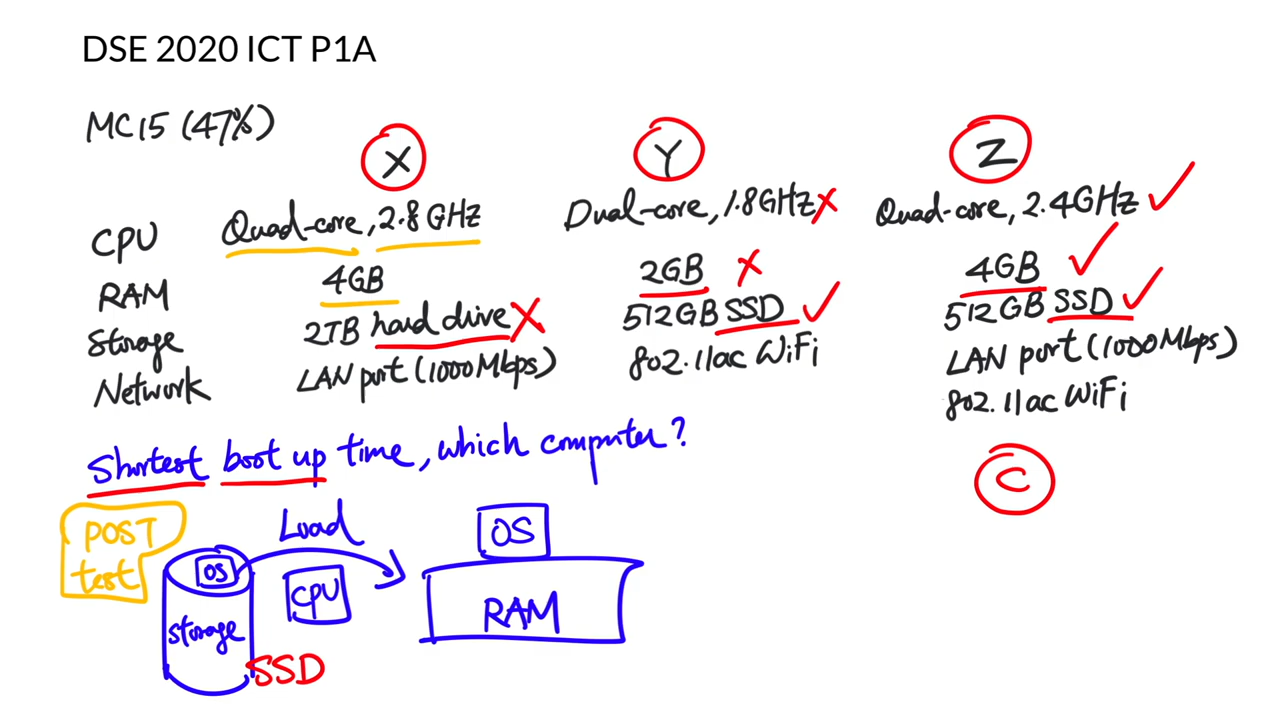 DSE 2020 ICT P1A
MC15 (47%)
X Y Z
CPU Quad-core, 2.8 GHz Dual-core, 1.8GHz Quad-core, 2.4GHz
RAM 4GB 2GB 4GB
Storage 2TB hard drive 512GB SSD 512GB SSD
Network LAN port (1000Mbps) 802.11ac WiFi LAN port (1000Mbps)
802.11ac WiFi
Shortest boot up time, which computer?
C
POST
test
Load
OS
OS
CPU
storage
RAM
SSD